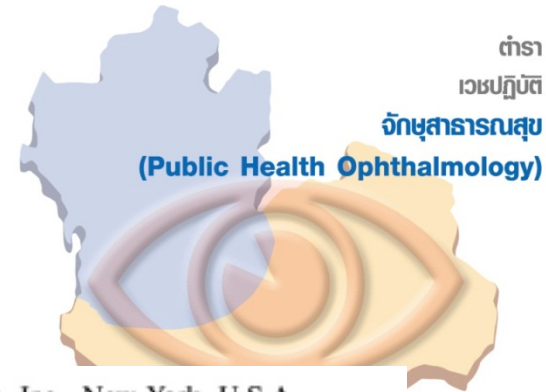 ตำรา
เวชปฏิบัติ
จักษุสาธารณสุข
(Public Health Ophthalmology)
Inc., New York, U.S.A.